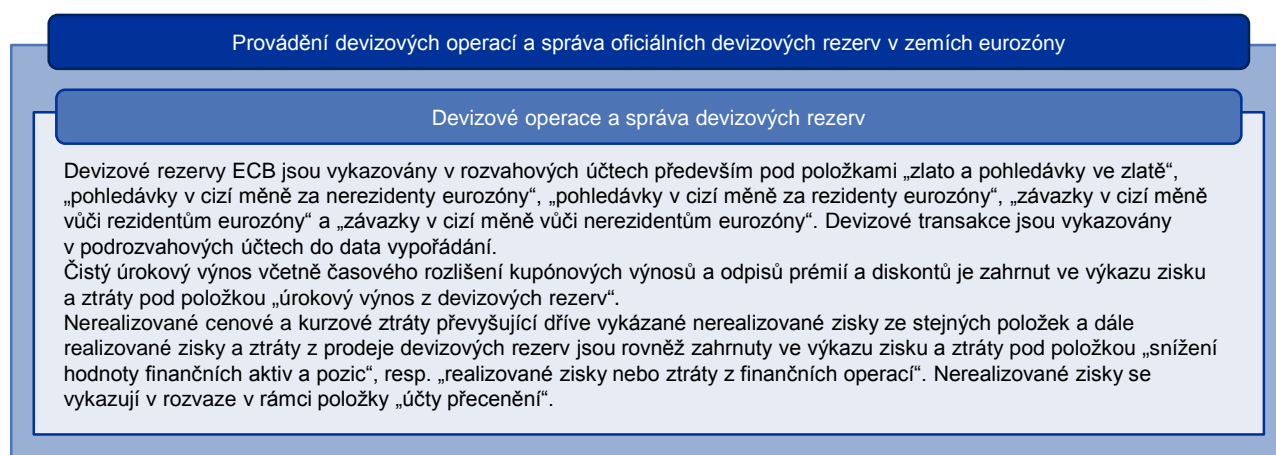 Provádění devizových operací a správa oficiálních devizových rezerv v zemích eurozóny
Devizové operace a správa devizových rezerv
Devizové rezervy ECB jsou vykazovány v rozvahových účtech především pod položkami „zlato a pohledávky ve zlatě“,
„pohledávky v cizí měně za nerezidenty eurozóny“, „pohledávky v cizí měně za rezidenty eurozóny“, „závazky v cizí měně
vůči rezidentům eurozóny“ a „závazky v cizí měně vůči nerezidentům eurozóny“. Devizové transakce jsou vykazovány
v podrozvahových účtech do data vypořádání.
Čistý úrokový výnos včetně časového rozlišení kupónových výnosů a odpisů prémií a diskontů je zahrnut ve výkazu zisku
a ztráty pod položkou „úrokový výnos z devizových rezerv“.
Nerealizované cenové a kurzové ztráty převyšující dříve vykázané nerealizované zisky ze stejných položek a dále
realizované zisky a ztráty z prodeje devizových rezerv jsou rovněž zahrnuty ve výkazu zisku a ztráty pod položkou „snížení
hodnoty finančních aktiv a pozic“, resp. „realizované zisky nebo ztráty z finančních operací“. Nerealizované zisky se
vykazují v rozvaze v rámci položky „účty přecenění“.